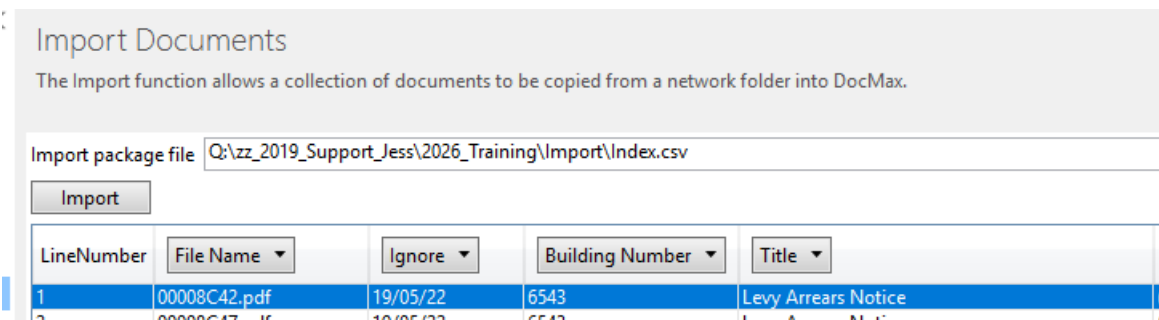 Import Documents
The Import function allows a collection of documents to be copied from a network folder into DocMax.
Import package file Q:\zz_2019_Support_Jess\2026_Training\Import\Index.csv
Import
LineNumber File Name Ignore Building Number Title
1 00008C42.pdf 19/05/22 6543 Levy Arrears Notice